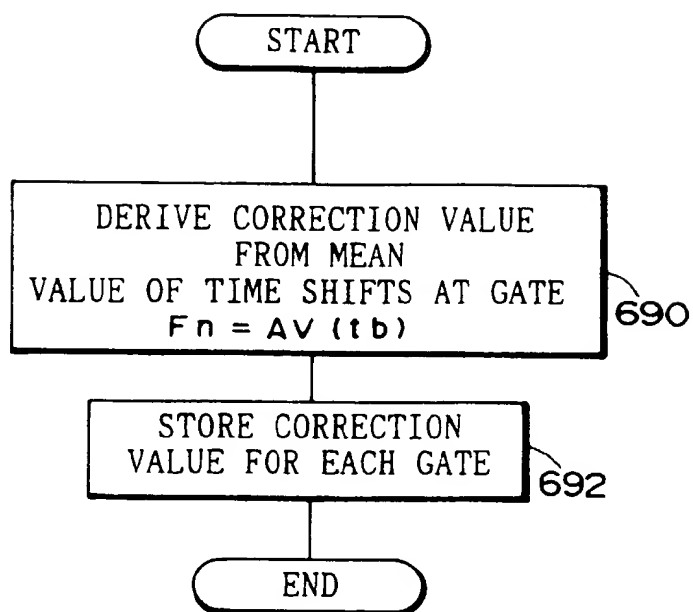 START
DERIVE CORRECTION VALUE
FROM MEAN
VALUE OF TIME SHIFTS AT GATE
Fn = AV (tb)
690
STORE CORRECTION
VALUE FOR EACH GATE
692
END